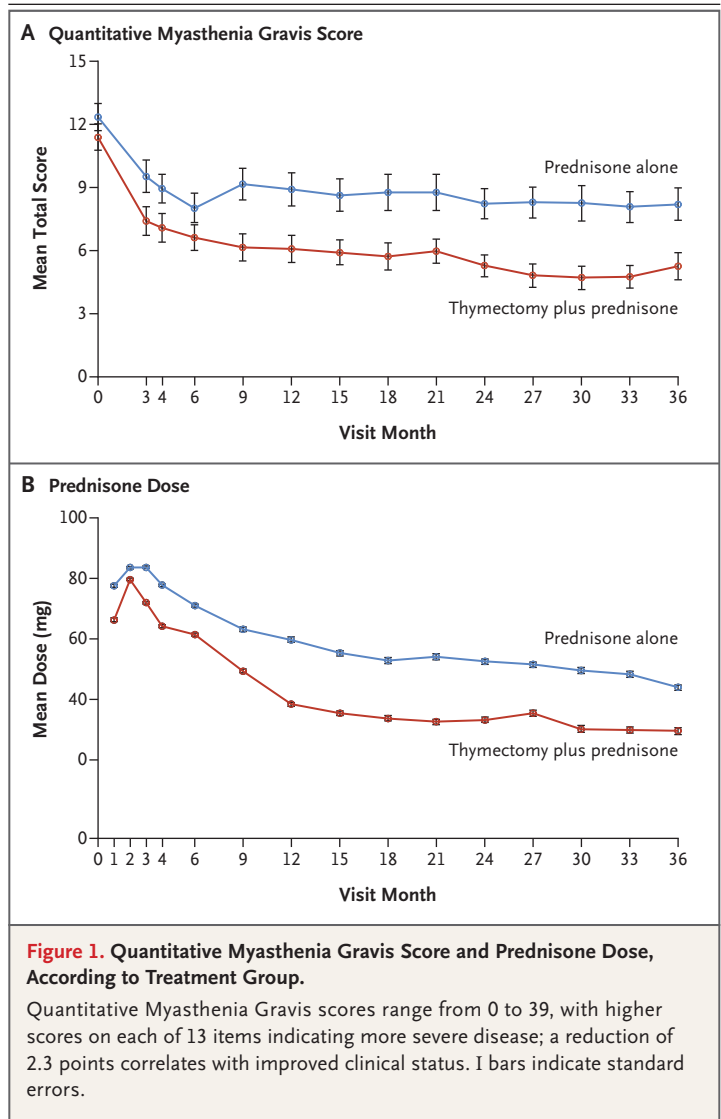 A Quantitative Myasthenia Gravis Score
15
12
9
6
3
0
Mean Total Score
Prednisone alone
Thymectomy plus prednisone
0 3 4 6 9 12 15 18 21 24 27 30 33 36
Visit Month
B Prednisone Dose
100
80
60
40
0
0
Mean Dose (mg)
Prednisone alone
Thymectomy plus prednisone
0 1 2 3 4 6 9 12 15 18 21 24 27 30 33 36
Visit Month
Figure 1. Quantitative Myasthenia Gravis Score and Prednisone Dose,
According to Treatment Group.
Quantitative Myasthenia Gravis scores range from 0 to 39, with higher
scores on each of 13 items indicating more severe disease; a reduction of
2.3 points correlates with improved clinical status. I bars indicate standard
errors.